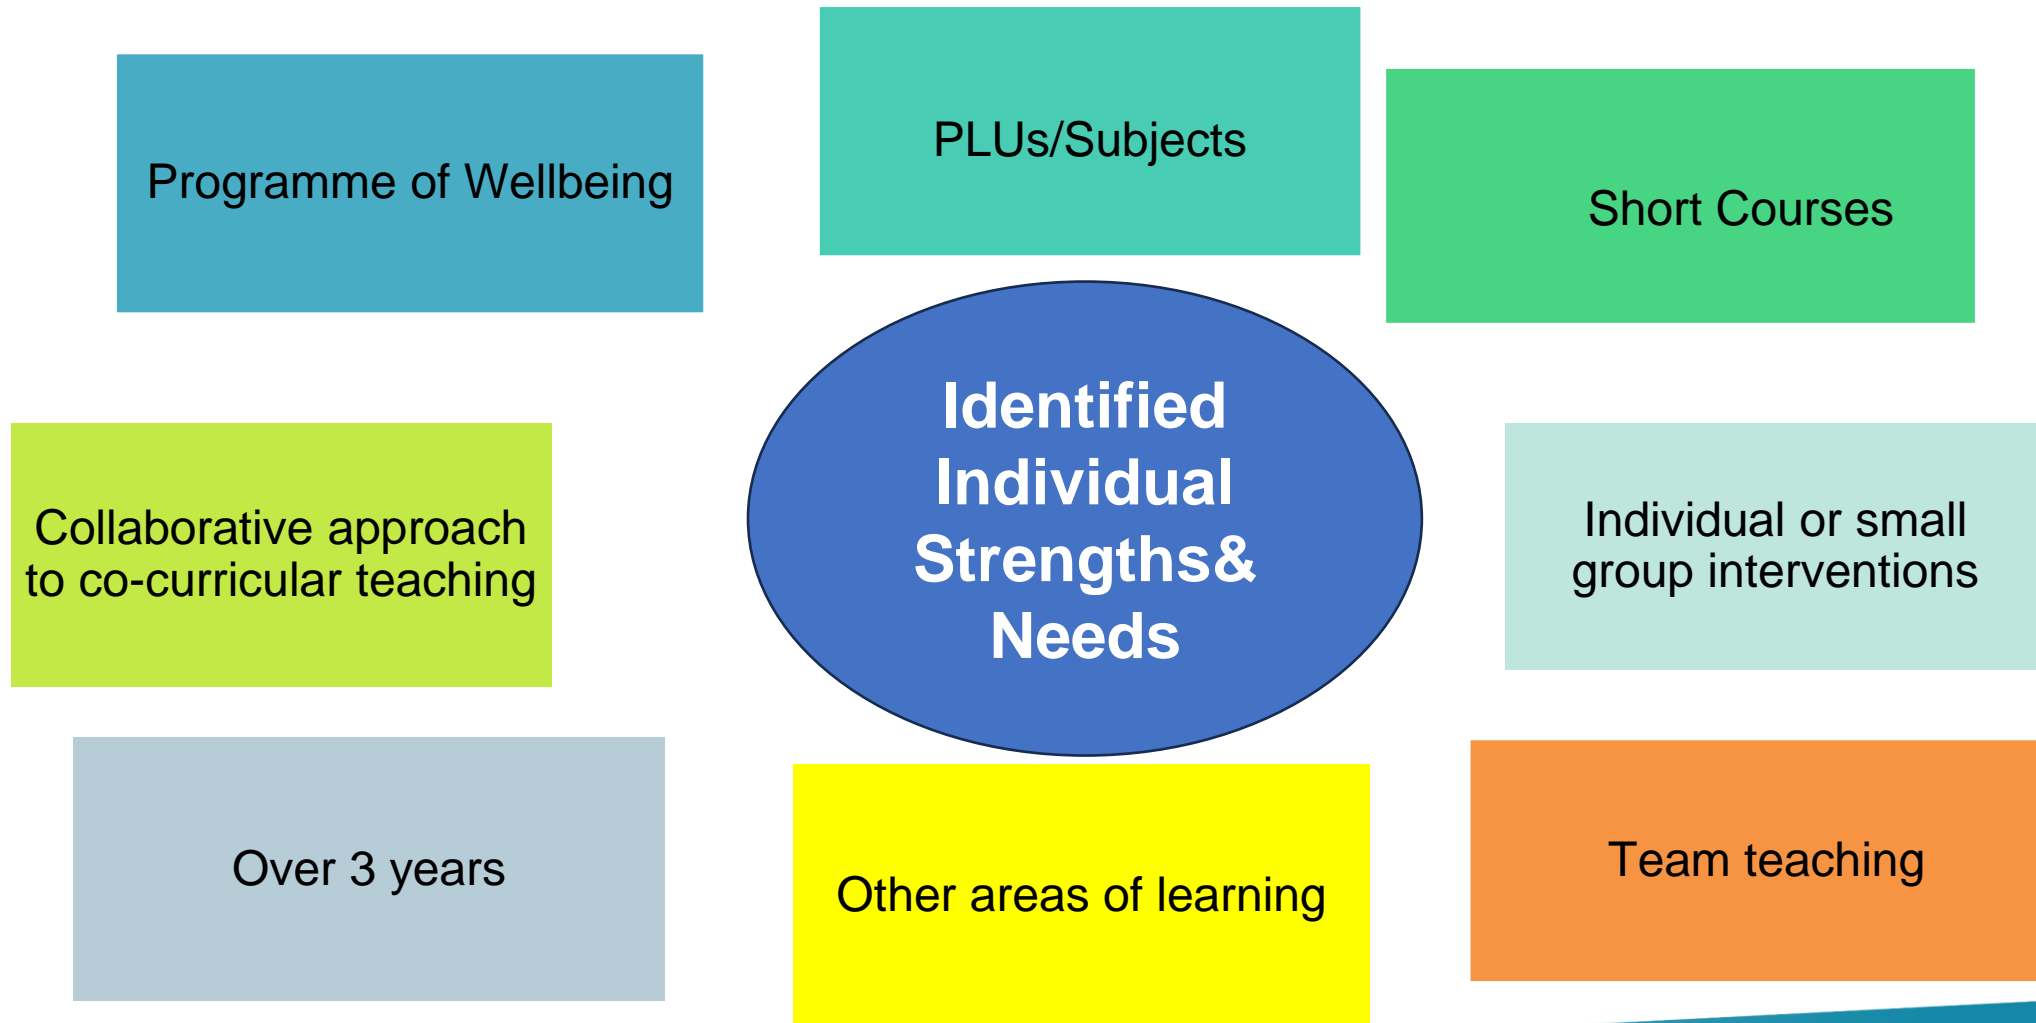 Programme of Wellbeing
PLUs/Subjects
Short Courses
Identified
Individual
Strengths&
Needs
Collaborative approach
to co-curricular teaching
Individual or small
group interventions
Over 3 years
Other areas of learning
Team teaching